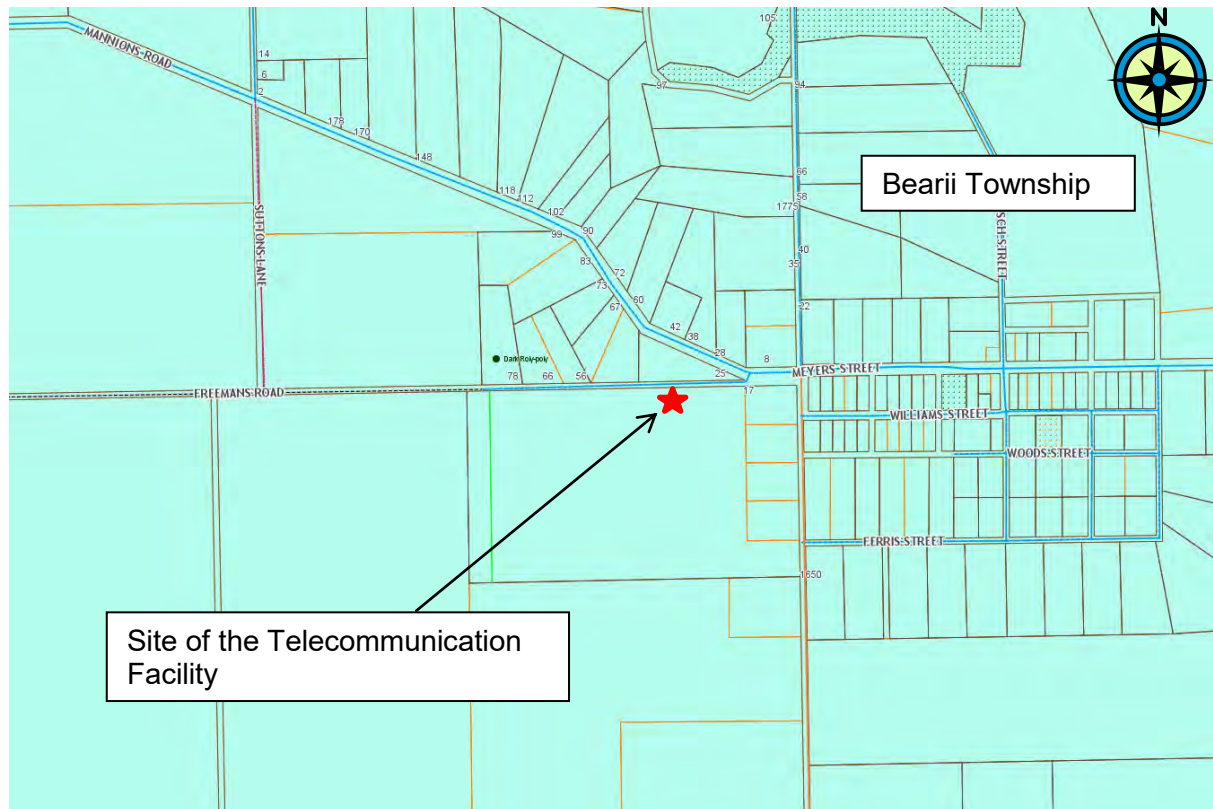 N
105
MANNIONS ROAD
14
6
2
97
94
178
170
148
118
112
102
99
90
83
72
73
67
60
66
58
1775
40
35
22
Bearii Township
SCH STREET
SUTTONS LANE
42
38
28
25
8
17
Dark Roly-poly
78
66
56
MEYERS STREET
FREEMANS ROAD
WILLIAMS STREET
WOODS STREET
FERRIS STREET
1650
Site of the Telecommunication
Facility